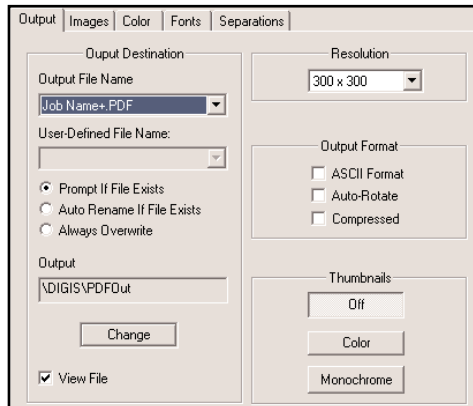 Output Images Color Fonts Separations
Ouput Destination
Output File Name
Job Name+.PDF
User-Defined File Name:
Prompt If File Exists
Auto Rename If File Exists
Always Overwrite
Output
\DIGIS\PDFOut
Change
View File
Resolution
300 x 300
Output Format
ASCII Format
Auto-Rotate
Compressed
Thumbnails
Off
Color
Monochrome